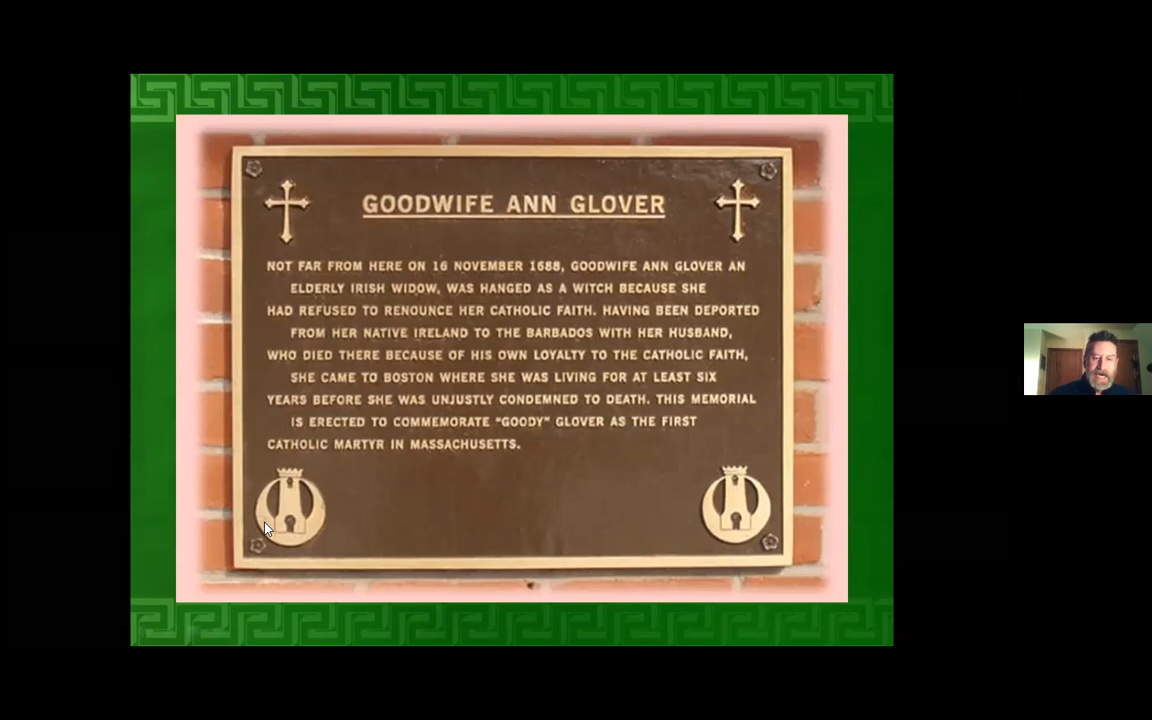 GOODWIFE ANN GLOVER
NOT FAR FROM HERE ON 16 NOVEMBER 1688, GOODWIFE ANN GLOVER AN
ELDERLY IRISH WIDOW, WAS HANGED AS A WITCH BECAUSE SHE
HAD REFUSED TO RENOUNCE HER CATHOLIC FAITH. HAVING BEEN DEPORTED
FROM HER NATIVE IRELAND TO THE BARBADOS WITH HER HUSBAND,
WHO DIED THERE BECAUSE OF HIS OWN LOYALTY TO THE CATHOLIC FAITH,
SHE CAME TO BOSTON WHERE SHE WAS LIVING FOR AT LEAST SIX
YEARS BEFORE SHE WAS UNJUSTLY CONDEMNED TO DEATH. THIS MEMORIAL
IS ERECTED TO COMMEMORATE "GOODY" GLOVER AS THE FIRST
CATHOLIC MARTYR IN MASSACHUSETTS.